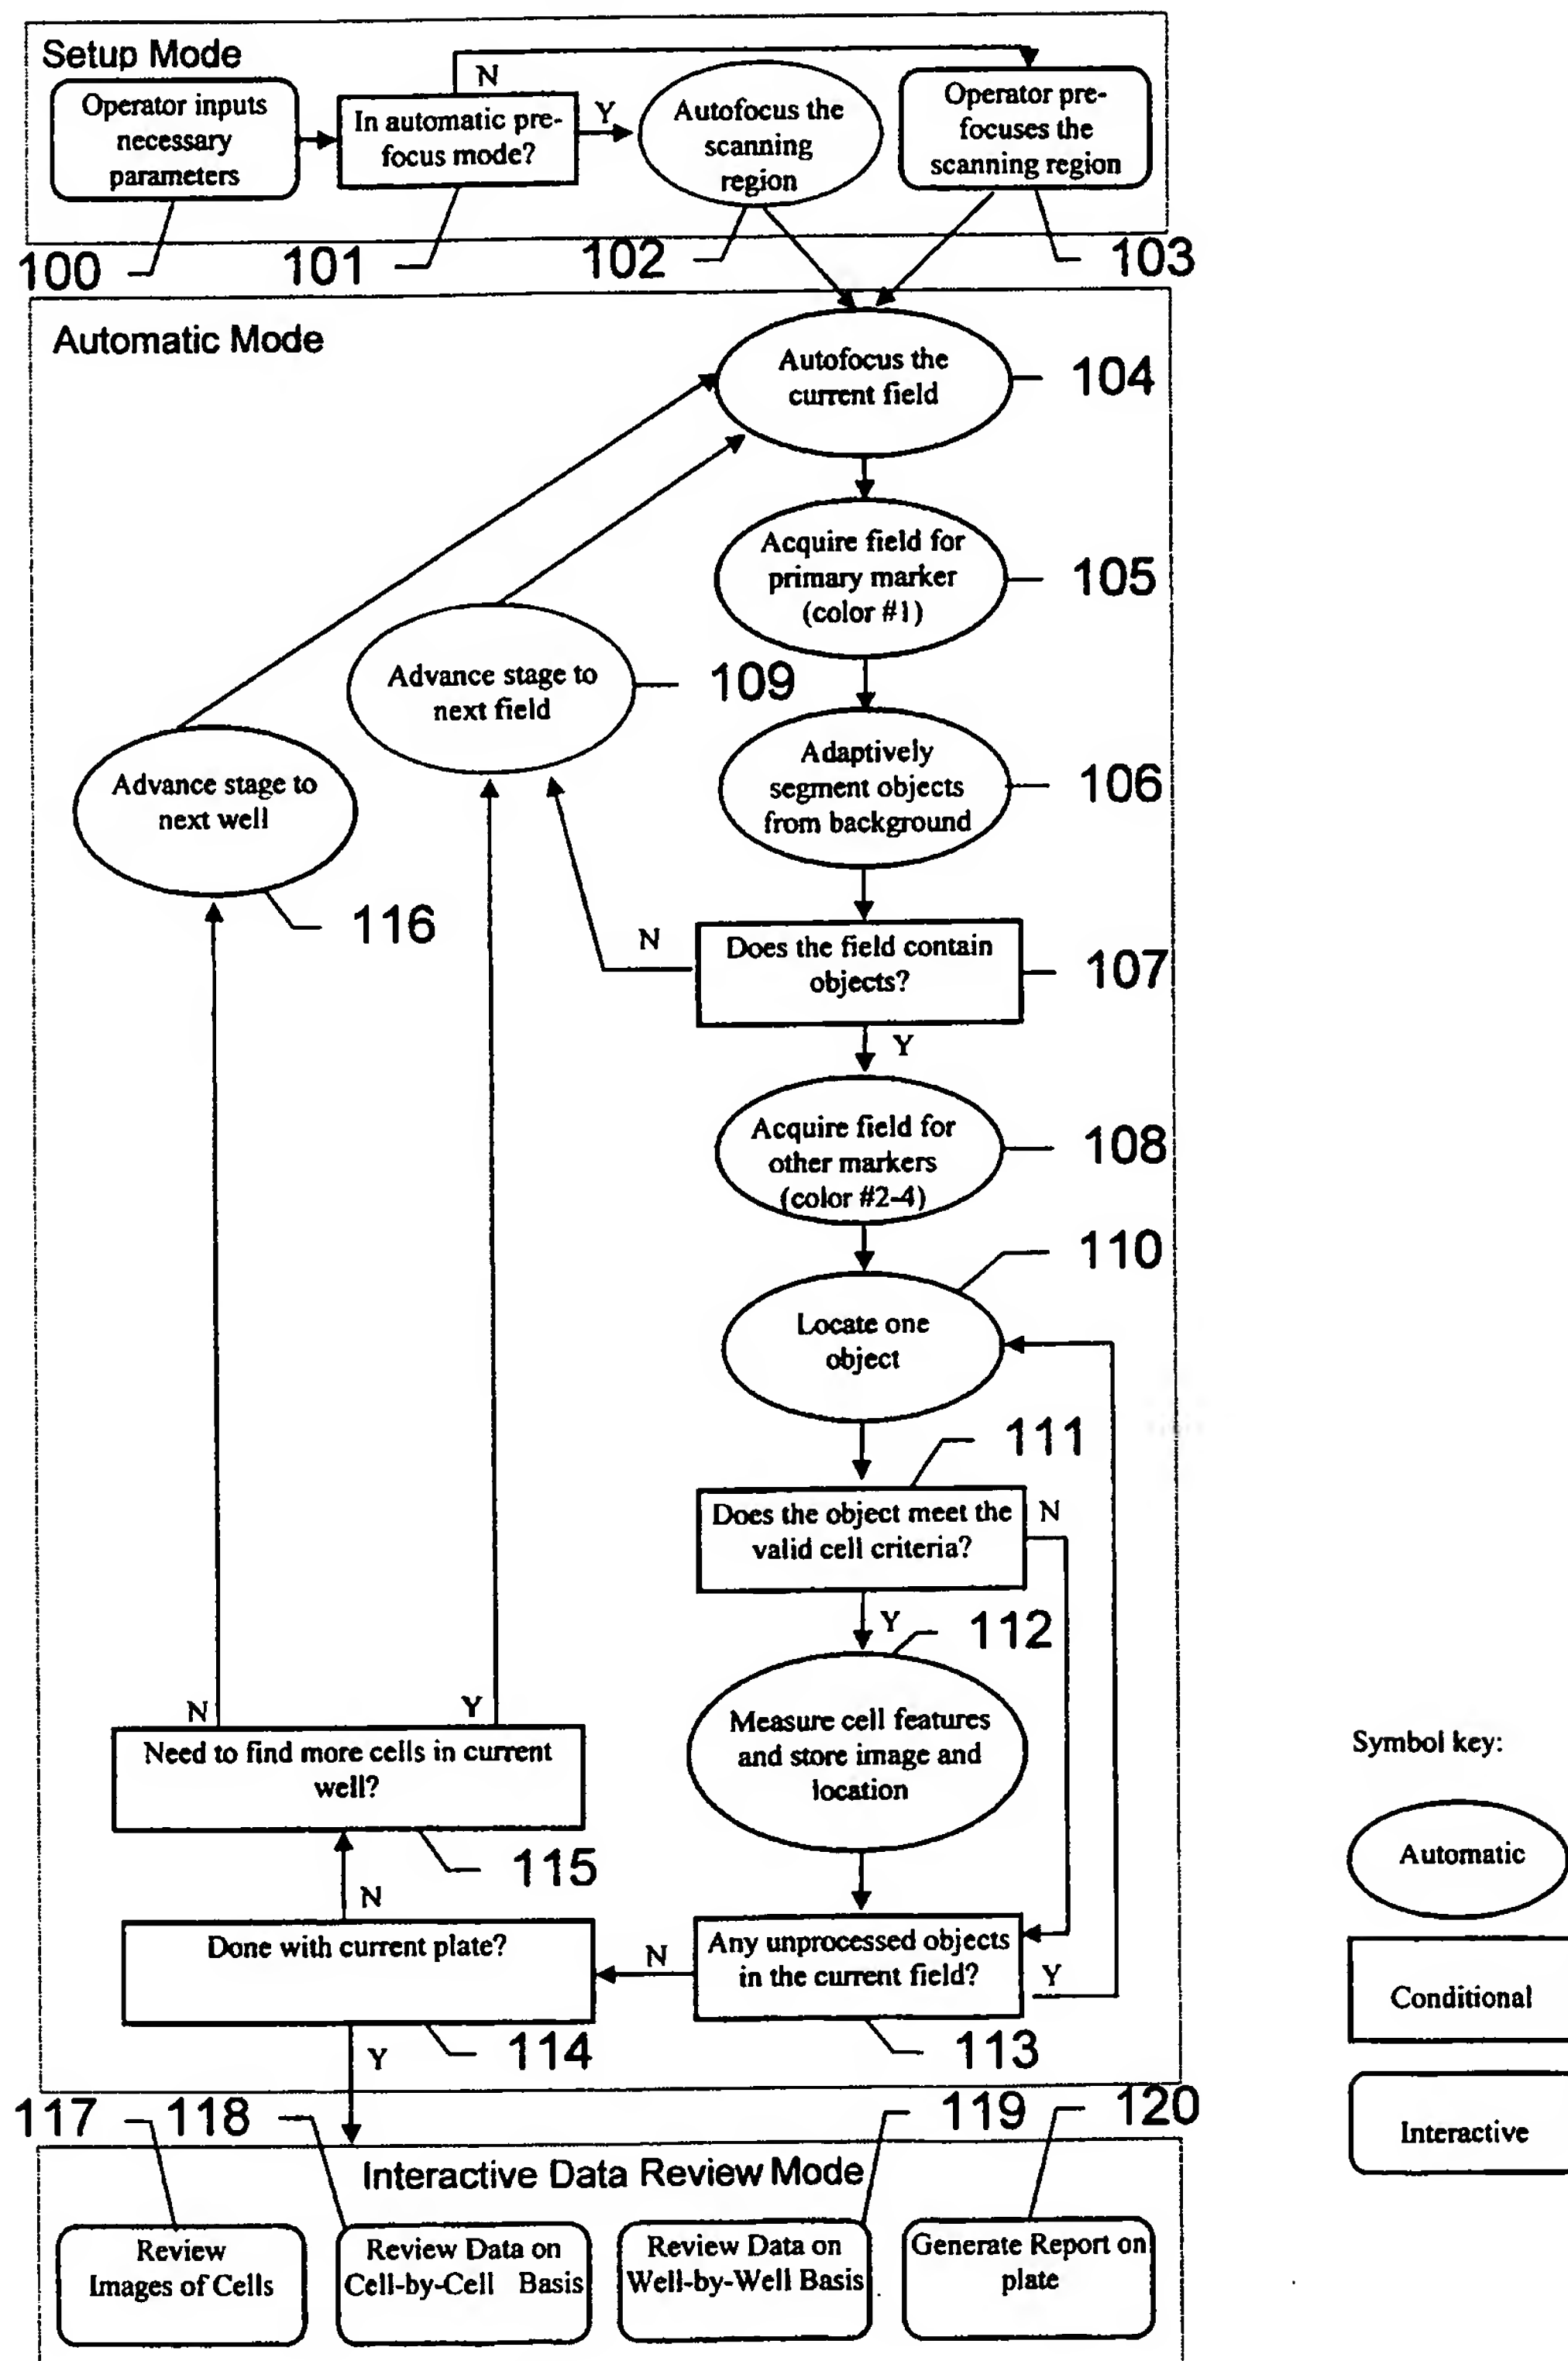 Setup Mode
Operator inputs
necessary
parameters
In automatic pre-
focus mode?
N
Y
Autofocus the
scanning
region
Operator pre-
focuses the
scanning region
100
101
102
103
Automatic Mode
Autofocus the
current field
104
Acquire field for
primary marker
(color #1)
105
Advance stage to
next field
109
Adaptively
segment objects
from background
106
Advance stage to
next well
116
Does the field contain
objects?
107
N
Y
Acquire field for
other markers
(color #2-4)
108
110
Locate one
object
111
Does the object meet the
valid cell criteria?
N
Y
112
Measure cell features
and store image and
location
N
Y
Need to find more cells in current
well?
115
N
Done with current plate?
N
Any unprocessed objects
in the current field?
Y
114
Y
113
Symbol key:
Automatic
Conditional
Interactive
117
118
119
120
Interactive Data Review Mode
Review
Images of Cells
Review Data on
Cell-by-Cell Basis
Review Data on
Well-by-Well Basis
Generate Report on
plate